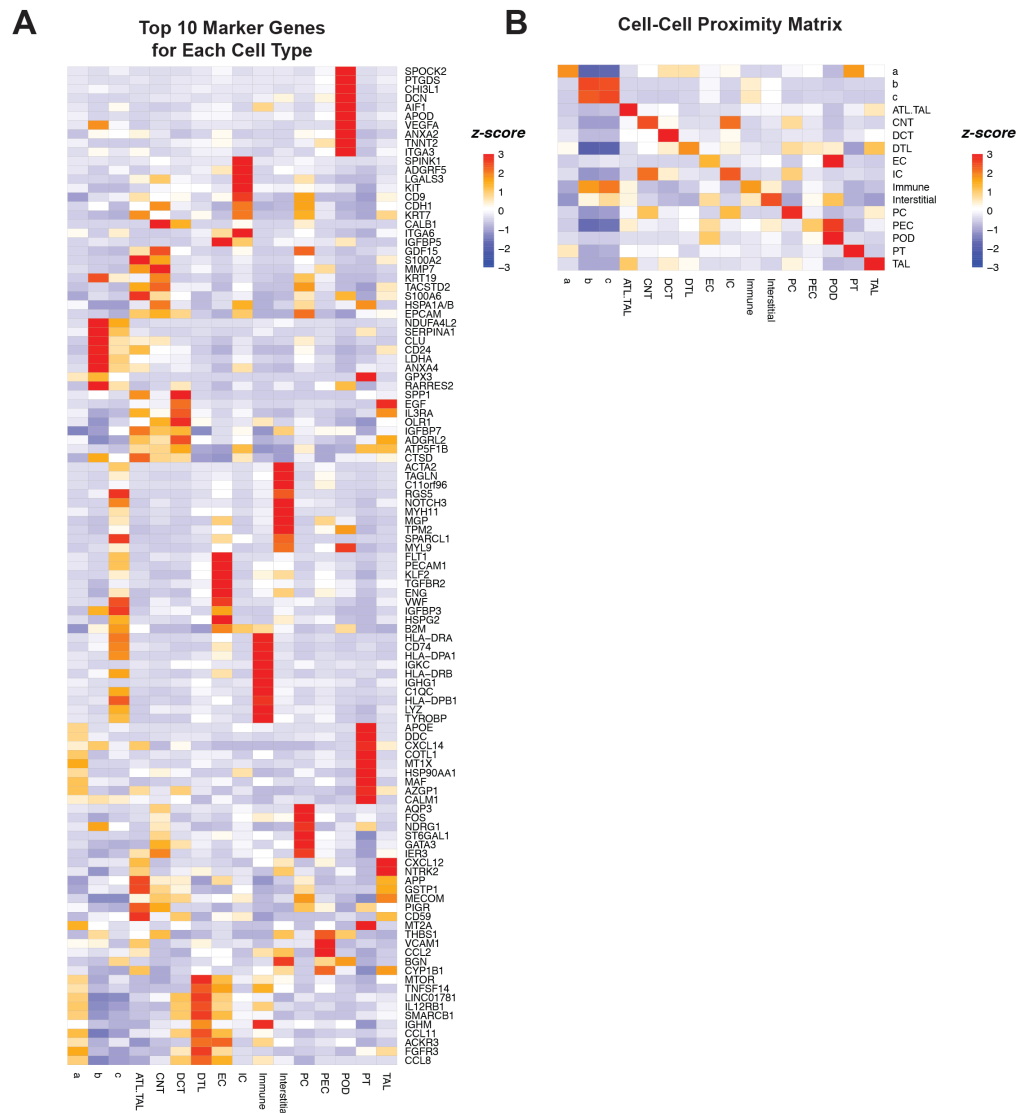 A
Top 10 Marker Genes
for Each Cell Type
SPOCK2
PTGDS
CHI3L1
DCN
AIF1
APOD
VEGFA
ANXA2
TNNT2
ITGA3
SPINK1
ADGRF5
LGALS3
KIT
CD9
CDH1
KRT7
CALB1
ITGA6
IGFBP5
GDF15
S100A2
MMP7
KRT19
TACSTD2
S100A6
HSPA1A/B
EPCAM
NDUFA4L2
SERPINA1
CLU
CD24
LDHA
ANXA4
GPX3
RARRES2
SPP1
EGF
IL3RA
OLR1
IGFBP7
ADGRL2
ATP5F1B
CTSD
ACTA2
TAGLN
C11orf96
RGS5
NOTCH3
MYH11
MGP
TPM2
SPARCL1
MYL9
FLT1
PECAM1
KLF2
TGFBR2
ENG
VWF
IGFBP3
HSPG2
B2M
HLA−DRA
CD74
HLA−DPA1
IGKC
HLA−DRB
IGHG1
C1QC
HLA−DPB1
LYZ
TYROBP
APOE
DDC
CXCL14
COTL1
MT1X
HSP90AA1
MAF
AZGP1
CALM1
AQP3
FOS
NDRG1
ST6GAL1
GATA3
IER3
CXCL12
NTRK2
APP
GSTP1
MECOM
PIGR
CD59
MT2A
THBS1
VCAM1
CCL2
BGN
CYP1B1
MTOR
TNFSF14
LINC01781
IL12RB1
SMARCB1
IGHM
CCL11
ACKR3
FGFR3
CCL8
a
b
c
ATL.TAL
CNT
DCT
DTL
EC
IC
Immune
Interstitial
PC
PEC
POD
PT
TAL
z-score
3
2
1
0
−1
−2
−3
B
Cell-Cell Proximity Matrix
a
b
c
ATL.TAL
CNT
DCT
DTL
EC
IC
Immune
Interstitial
PC
PEC
POD
PT
TAL
a
b
c
ATL.TAL
CNT
DCT
DTL
EC
IC
Immune
Interstitial
PC
PEC
POD
PT
TAL
z-score
3
2
1
0
−1
−2
−3